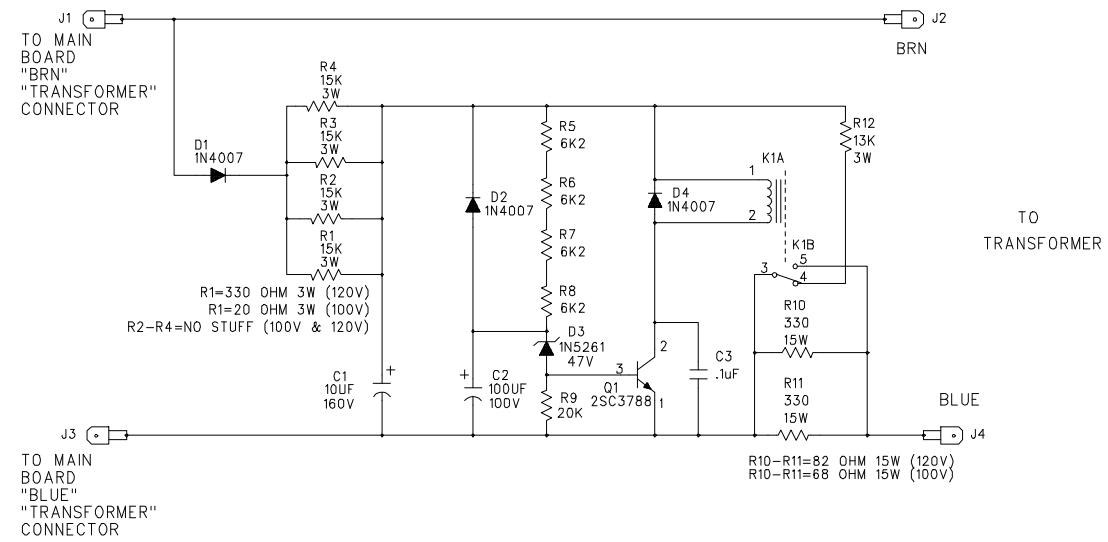 J1
J2
TO MAIN
BOARD
"BRN"
"TRANSFORMER"
CONNECTOR
BRN
R4
15K
3W
R3
15K
3W
R2
15K
3W
R1
15K
3W
D1
1N4007
R1=330 OHM 3W (120V)
R1=20 OHM 3W (100V)
R2-R4=NO STUFF (100V & 120V)
C1
10UF
160V
+
D2
1N4007
+
C2
100UF
100V
R5
6K2
R6
6K2
R7
6K2
R8
6K2
D3
1N5261
47V
R9
20K
D4
1N4007
K1A
1
2
K1B
5
3
4
R12
13K
3W
2
3
Q1
2SC3788
1
C3
.1uF
R10
330
15W
R11
330
15W
R10-R11=82 OHM 15W (120V)
R10-R11=68 OHM 15W (100V)
TO
TRANSFORMER
BLUE
J3
J4
TO MAIN
BOARD
"BLUE"
"TRANSFORMER"
CONNECTOR